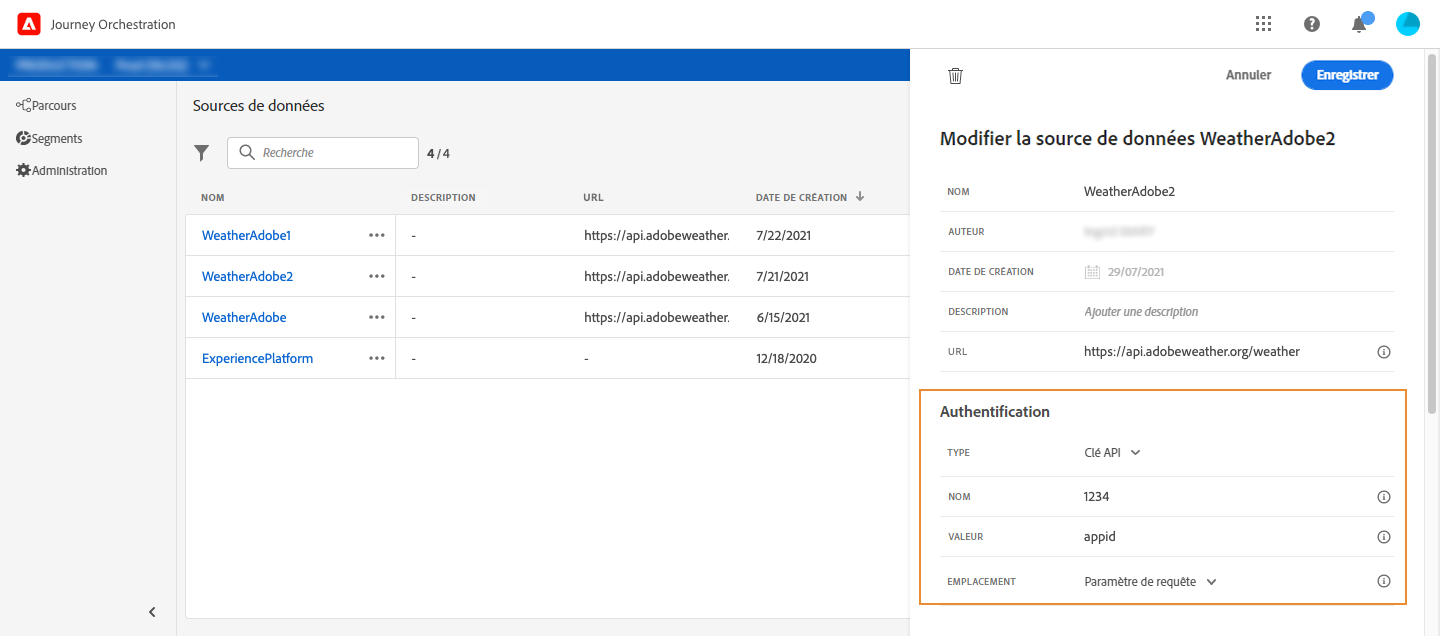 Journey Orchestration
Parcours
Segments
Administration
Sources de données
Recherche
4 / 4
NOM DESCRIPTION URL DATE DE CRÉATION
WeatherAdobe1 ••• - https://api.adobeweather. 7/22/2021
WeatherAdobe2 ••• - https://api.adobeweather. 7/21/2021
WeatherAdobe ••• - https://api.adobeweather. 6/15/2021
ExperiencePlatform ••• - - 12/18/2020
Annuler Enregistrer
Modifier la source de données WeatherAdobe2
NOM WeatherAdobe2
AUTEUR
DATE DE CRÉATION 29/07/2021
DESCRIPTION Ajouter une description
URL https://api.adobeweather.org/weather
Authentification
TYPE Clé API
NOM 1234
VALEUR appid
EMPLACEMENT Paramètre de requête